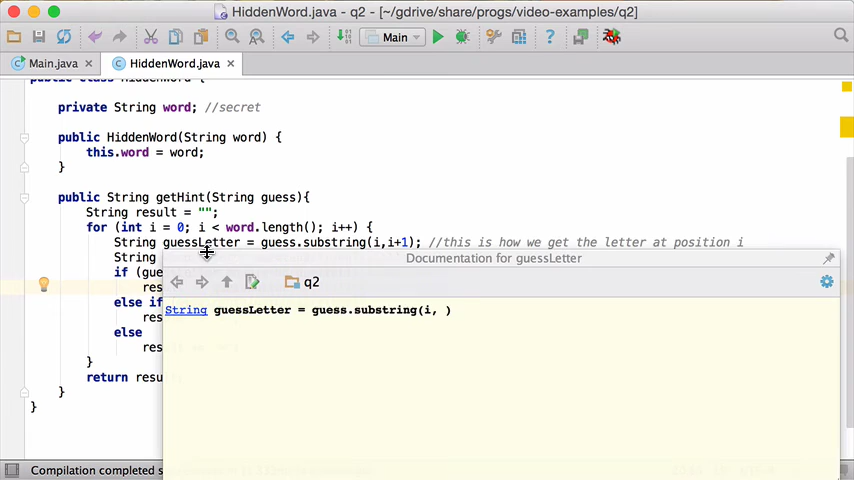 HiddenWord.java - q2 - [~/gdrive/share/progs/video-examples/q2]
Main
Main.java HiddenWord.java
public class HiddenWord {
private String word; //secret
public HiddenWord(String word) {
this.word = word;
}
public String getHint(String guess){
String result = "";
for (int i = 0; i < word.length(); i++) {
String guessLetter = guess.substring(i,i+1); //this is how we get the letter at position i
String
Documentation for guessLetter
if (gue
q2
res
else if
String guessLetter = guess.substring(i, )
res
else
res
}
return resu
}
}
Compilation completed s